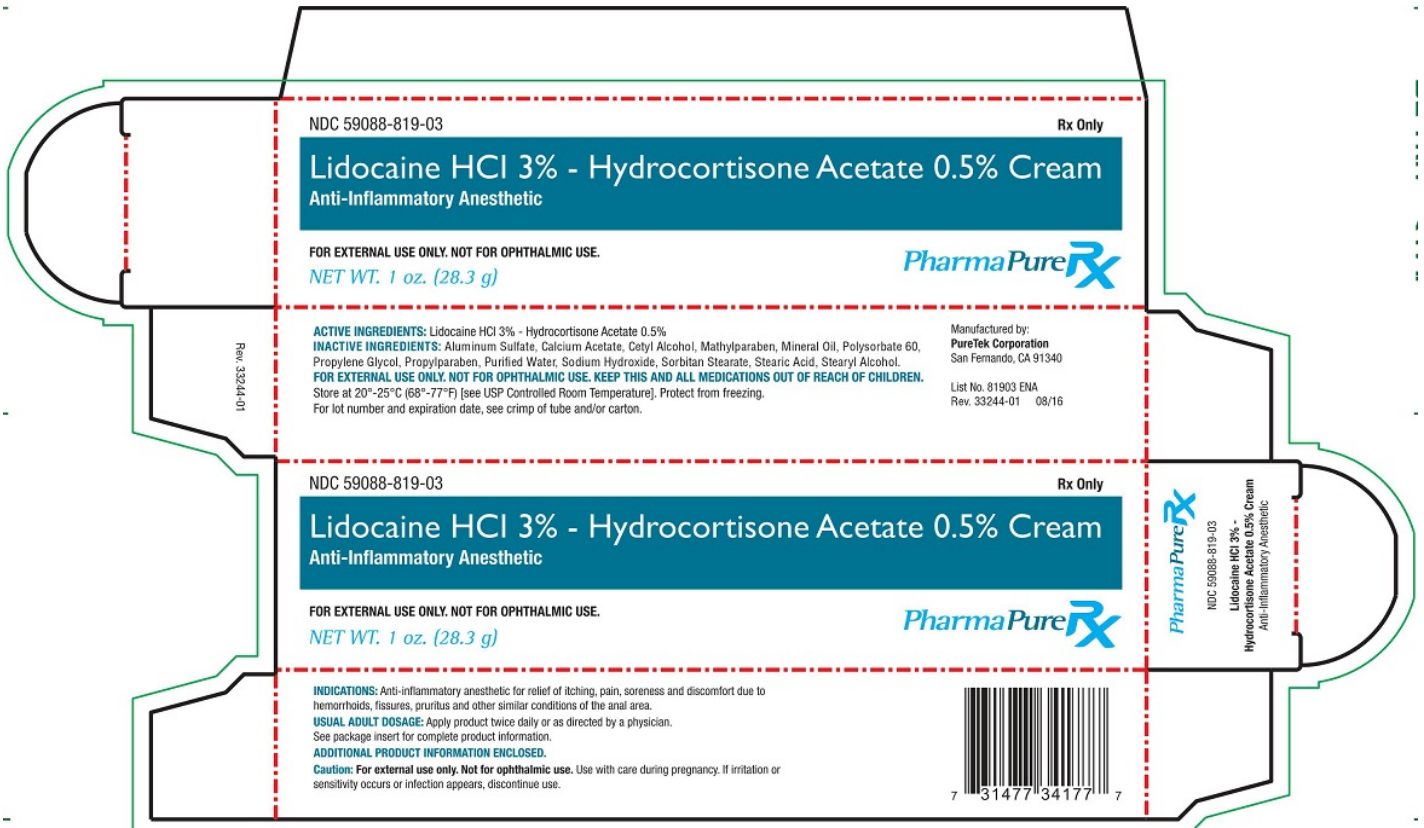 NDC 59088-819-03
Rx Only
Lidocaine HCl 3% - Hydrocortisone Acetate 0.5% Cream
Anti-Inflammatory Anesthetic
FOR EXTERNAL USE ONLY. NOT FOR OPHTHALMIC USE.
NET WT. 1 oz. (28.3 g)
PharmaPureRx
Rev. 33244-01
ACTIVE INGREDIENTS: Lidocaine HCl 3% - Hydrocortisone Acetate 0.5%
INACTIVE INGREDIENTS: Aluminum Sulfate, Calcium Acetate, Cetyl Alcohol, Mathylparaben, Mineral Oil, Polysorbate 60,
Propylene Glycol, Propylparaben, Purified Water, Sodium Hydroxide, Sorbitan Stearate, Stearic Acid, Stearyl Alcohol.
FOR EXTERNAL USE ONLY. NOT FOR OPHTHALMIC USE. KEEP THIS AND ALL MEDICATIONS OUT OF REACH OF CHILDREN.
Store at 20°-25°C (68°-77°F) [see USP Controlled Room Temperature]. Protect from freezing.
For lot number and expiration date, see crimp of tube and/or carton.
Manufactured by:
PureTek Corporation
San Fernando, CA 91340
List No. 81903 ENA
Rev. 33244-01 08/16
NDC 59088-819-03
Rx Only
Lidocaine HCl 3% - Hydrocortisone Acetate 0.5% Cream
Anti-Inflammatory Anesthetic
FOR EXTERNAL USE ONLY. NOT FOR OPHTHALMIC USE.
NET WT. 1 oz. (28.3 g)
PharmaPureRx
PharmaPureRx
NDC 59088-819-03
Lidocaine HCl 3% -
Hydrocortisone Acetate 0.5% Cream
Anti-Inflammatory Anesthetic
INDICATIONS: Anti-inflammatory anesthetic for relief of itching, pain, soreness and discomfort due to
hemorrhoids, fissures, pruritus and other similar conditions of the anal area.
USUAL ADULT DOSAGE: Apply product twice daily or as directed by a physician.
See package insert for complete product information.
ADDITIONAL PRODUCT INFORMATION ENCLOSED.
Caution: For external use only. Not for ophthalmic use. Use with care during pregnancy. If irritation or
sensitivity occurs or infection appears, discontinue use.
7 31477 34177 7